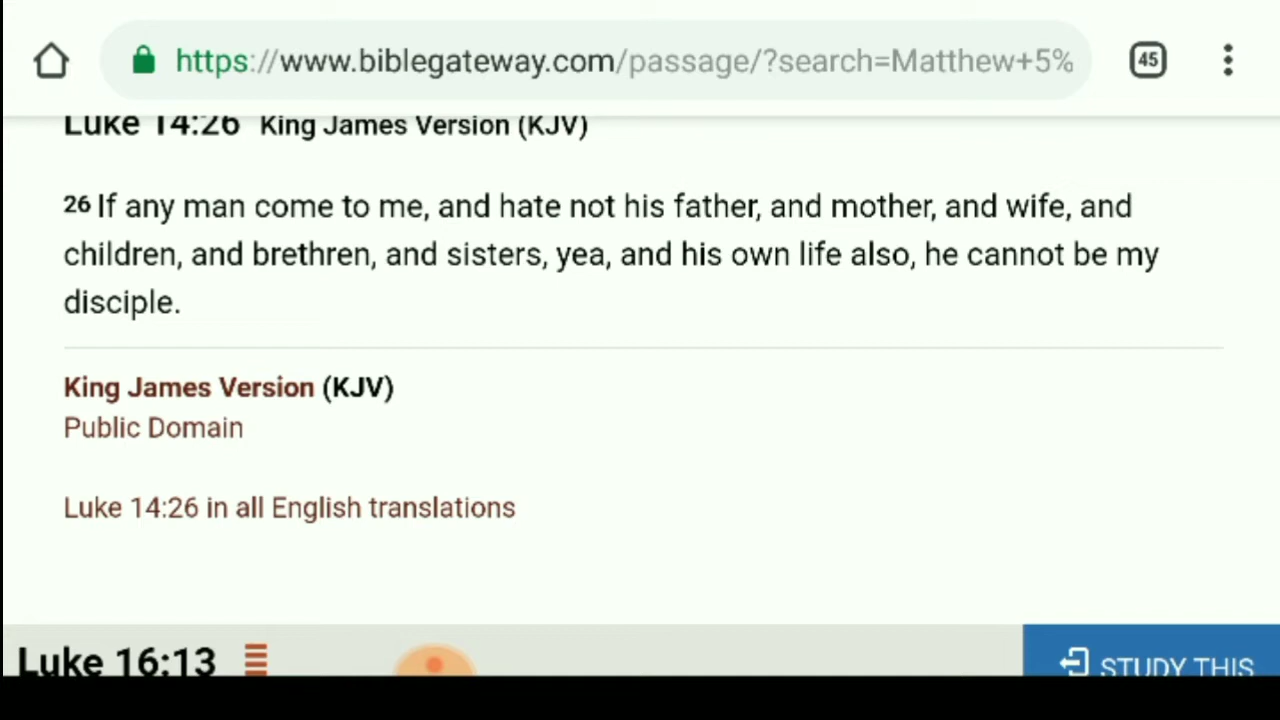 https://www.biblegateway.com/passage/?search=Matthew+5%
45
Luke 14:26 King James Version (KJV)
26 If any man come to me, and hate not his father, and mother, and wife, and
children, and brethren, and sisters, yea, and his own life also, he cannot be my
disciple.
King James Version (KJV)
Public Domain
Luke 14:26 in all English translations
Luke 16:13
STUDY THIS